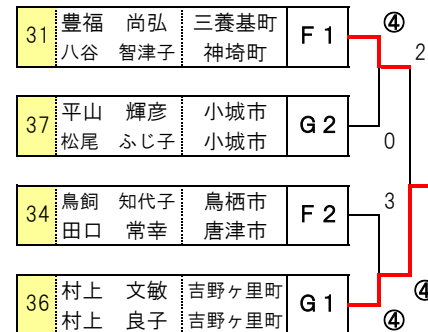 31 豊福 尚弘 三養基町 F 1 ④
八谷 智津子 神埼町
2
37 平山 輝彦 小城市 G 2
松尾 ふじ子 小城市
0
34 鳥飼 知代子 鳥栖市 F 2 3
田口 常幸 唐津市
36 村上 文敏 吉野ヶ里町 G 1 ④
村上 良子 吉野ヶ里町 ④